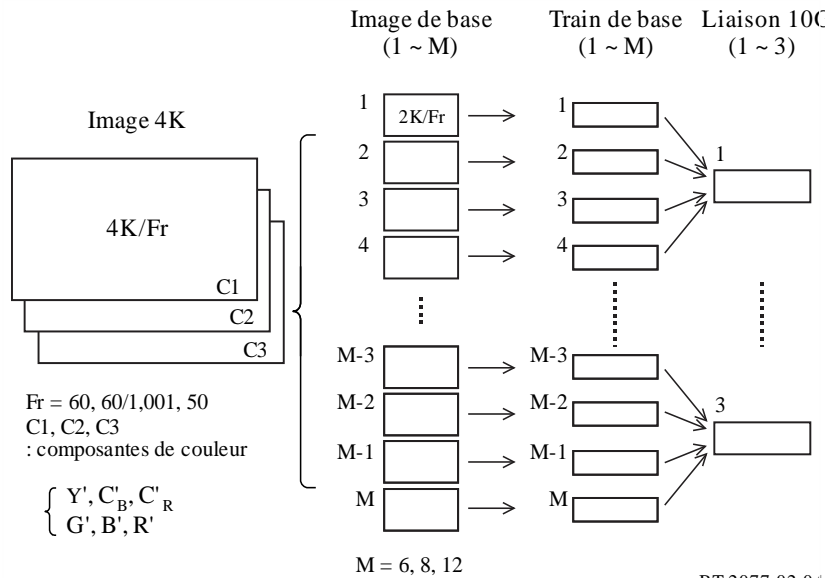 Image de base
(1 ~ M)
Train de base
(1 ~ M)
Liaison
(1 ~ 3)
Image 4K
4K/Fr
C1
C2
C3
Fr = 60, 60/1,001, 50
C1, C2, C3
: composantes de couleur
Y', C'B, C'R
G', B', R'
1
2K/Fr
2
3
4
M-3
M-2
M-1
M
M = 6, 8, 12
1
2
3
4
M-3
M-2
M-1
M
1
3